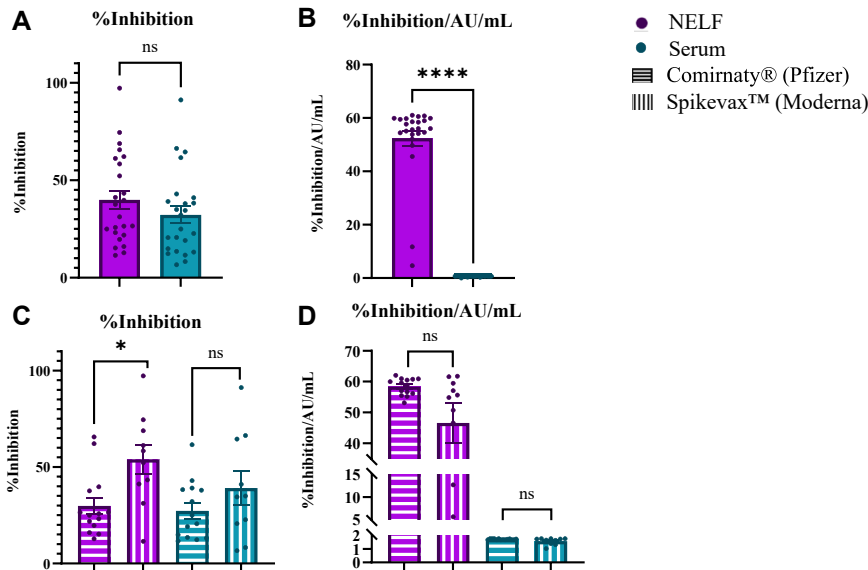 A
%Inhibition
ns
100
50
0
%Inhibition
B
%Inhibition/AU/mL
****
80
60
40
20
0
%Inhibition/AU/mL
NELF
Serum
Comirnaty® (Pfizer)
Spikevax™ (Moderna)
C
%Inhibition
*
ns
100
50
0
%Inhibition
D
%Inhibition/AU/mL
ns
70
60
50
40
15
10
5
ns
2
1
0
%Inhibition/AU/mL